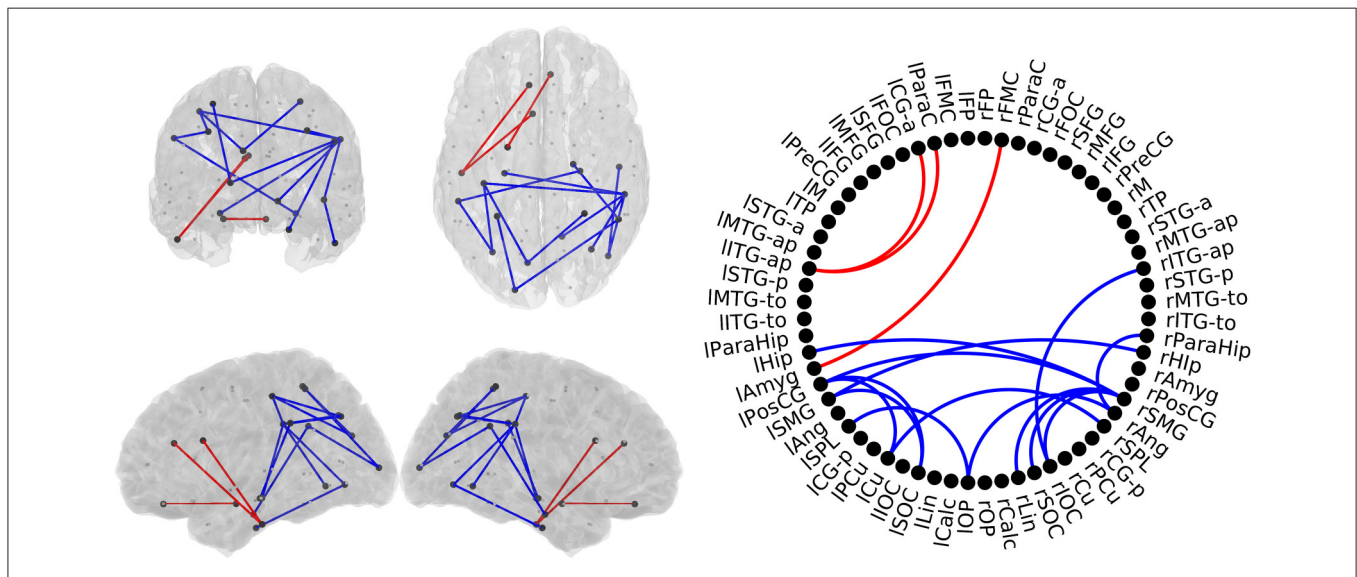 lFP
rFP
rFMC
rParaC
rCG-a
rFOC
rSFG
rMFG
rIFG
rPreCG
rM
rTP
rSTG-a
rMTG-ap
rITG-ap
rSTG-p
rMTG-to
rITG-to
rParaHip
rHIp
rAmyg
rPosCG
rSMG
rAng
rSPL
rCG-p
rPCu
rCu
rIOC
rSOC
rLin
rCalc
rOP
lOP
lCalc
lLin
lSOC
lIOC
lCu
lPCu
lCG-p
lSPL
lAng
lSMG
lPosCG
lAmyg
lHip
lParaHip
lITG-to
lMTG-to
lSTG-p
lITG-ap
lMTG-ap
lSTG-a
lTP
lM
lPreCG
lIFG
lMFG
lSFG
lFOC
lCG-a
lParaC
lFMC